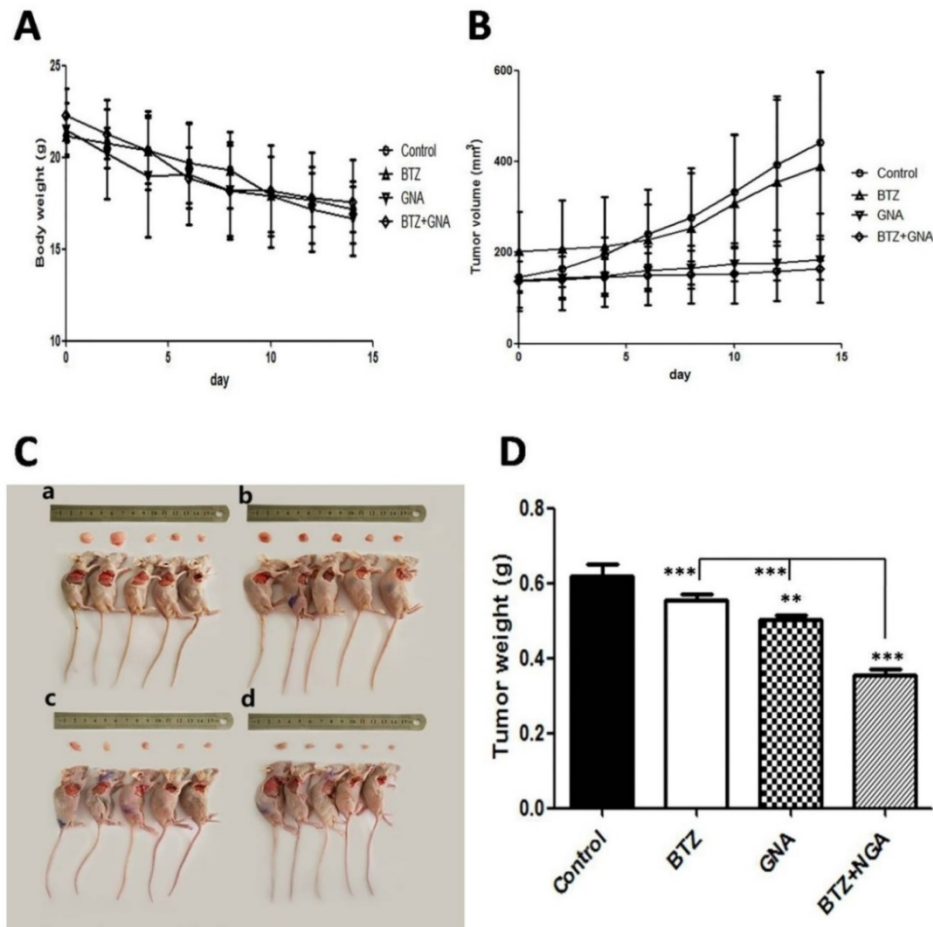 A
Body weight (g)
25
20
15
10
0
5
10
15
day
Control
BTZ
GNA
BTZ+GNA
B
Tumor volume (mm³)
600
400
200
0
0
5
10
15
day
Control
BTZ
GNA
BTZ+GNA
C
a
b
c
d
D
Tumor weight (g)
0.8
0.6
0.4
0.2
0.0
***
***
**
***
Control
BTZ
GNA
BTZ+NGA